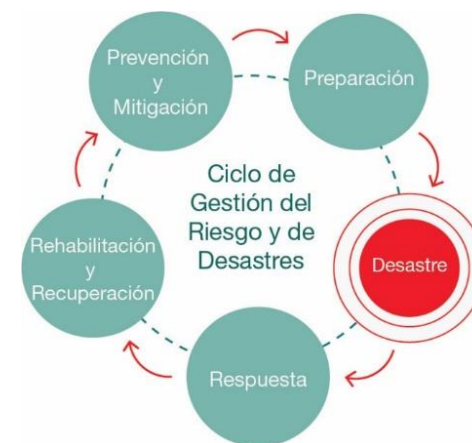 Prevención
y
Mitigación
Preparación
Ciclo de
Gestión del
Riesgo y de
Desastres
Desastre
Respuesta
Rehabilitación
y
Recuperación